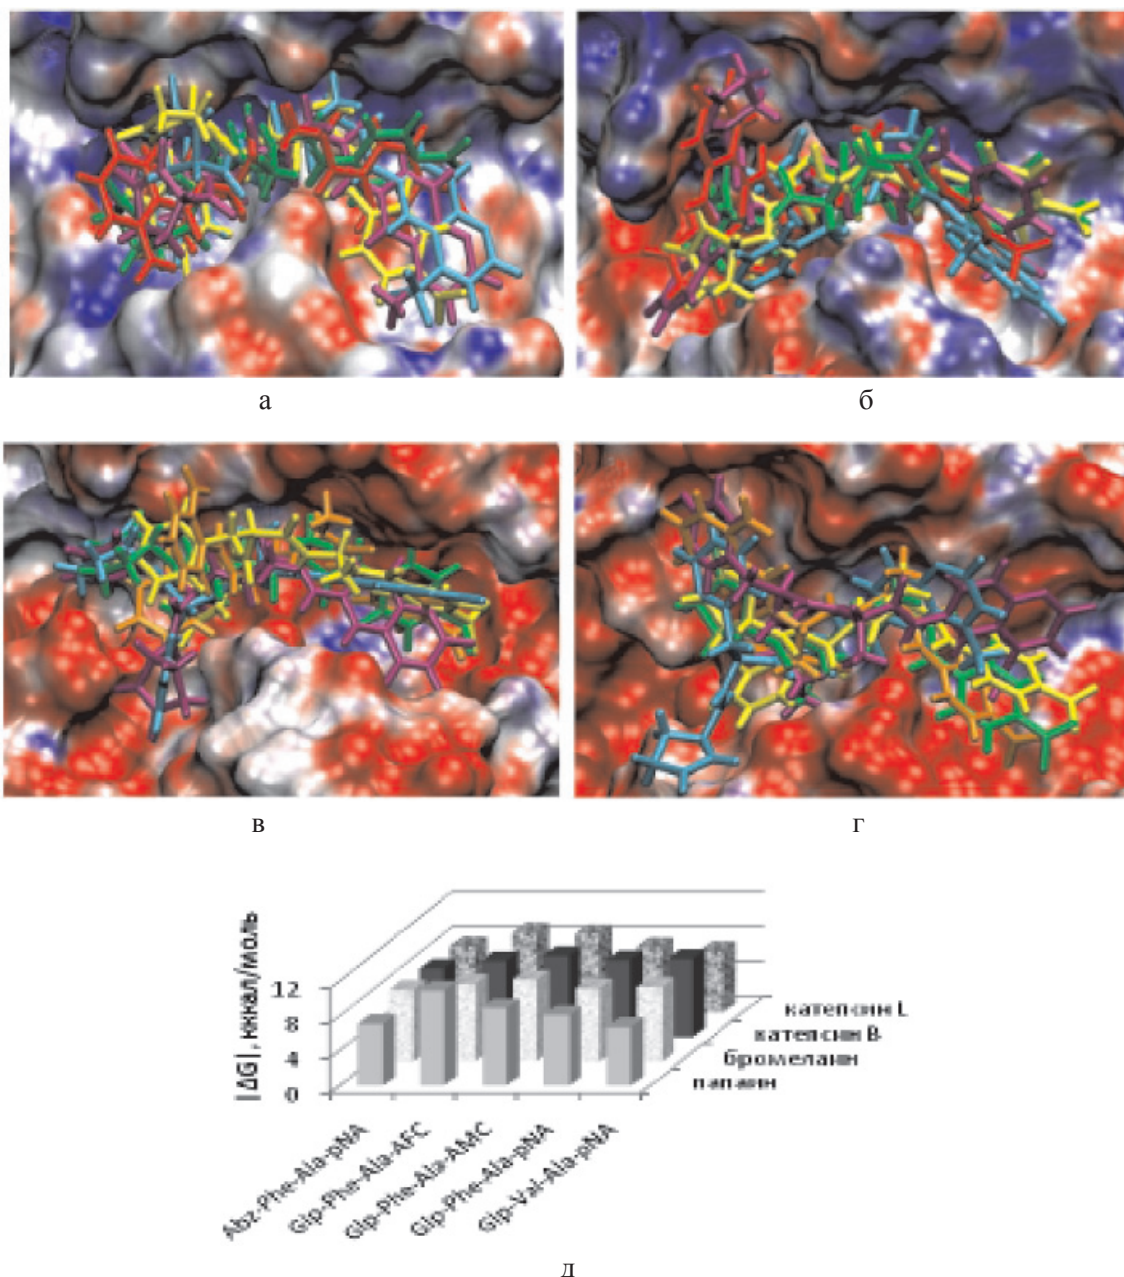 а
б
в
г
|ΔG|, ккал/моль
12
8
4
0
катепсин L
катепсин B
бромелаин
папаин
Abz-Phe-Ala-pNA
Glp-Phe-Ala-AFC
Glp-Phe-Ala-AMC
Glp-Phe-Ala-pNA
Glp-Val-Ala-pNA
д